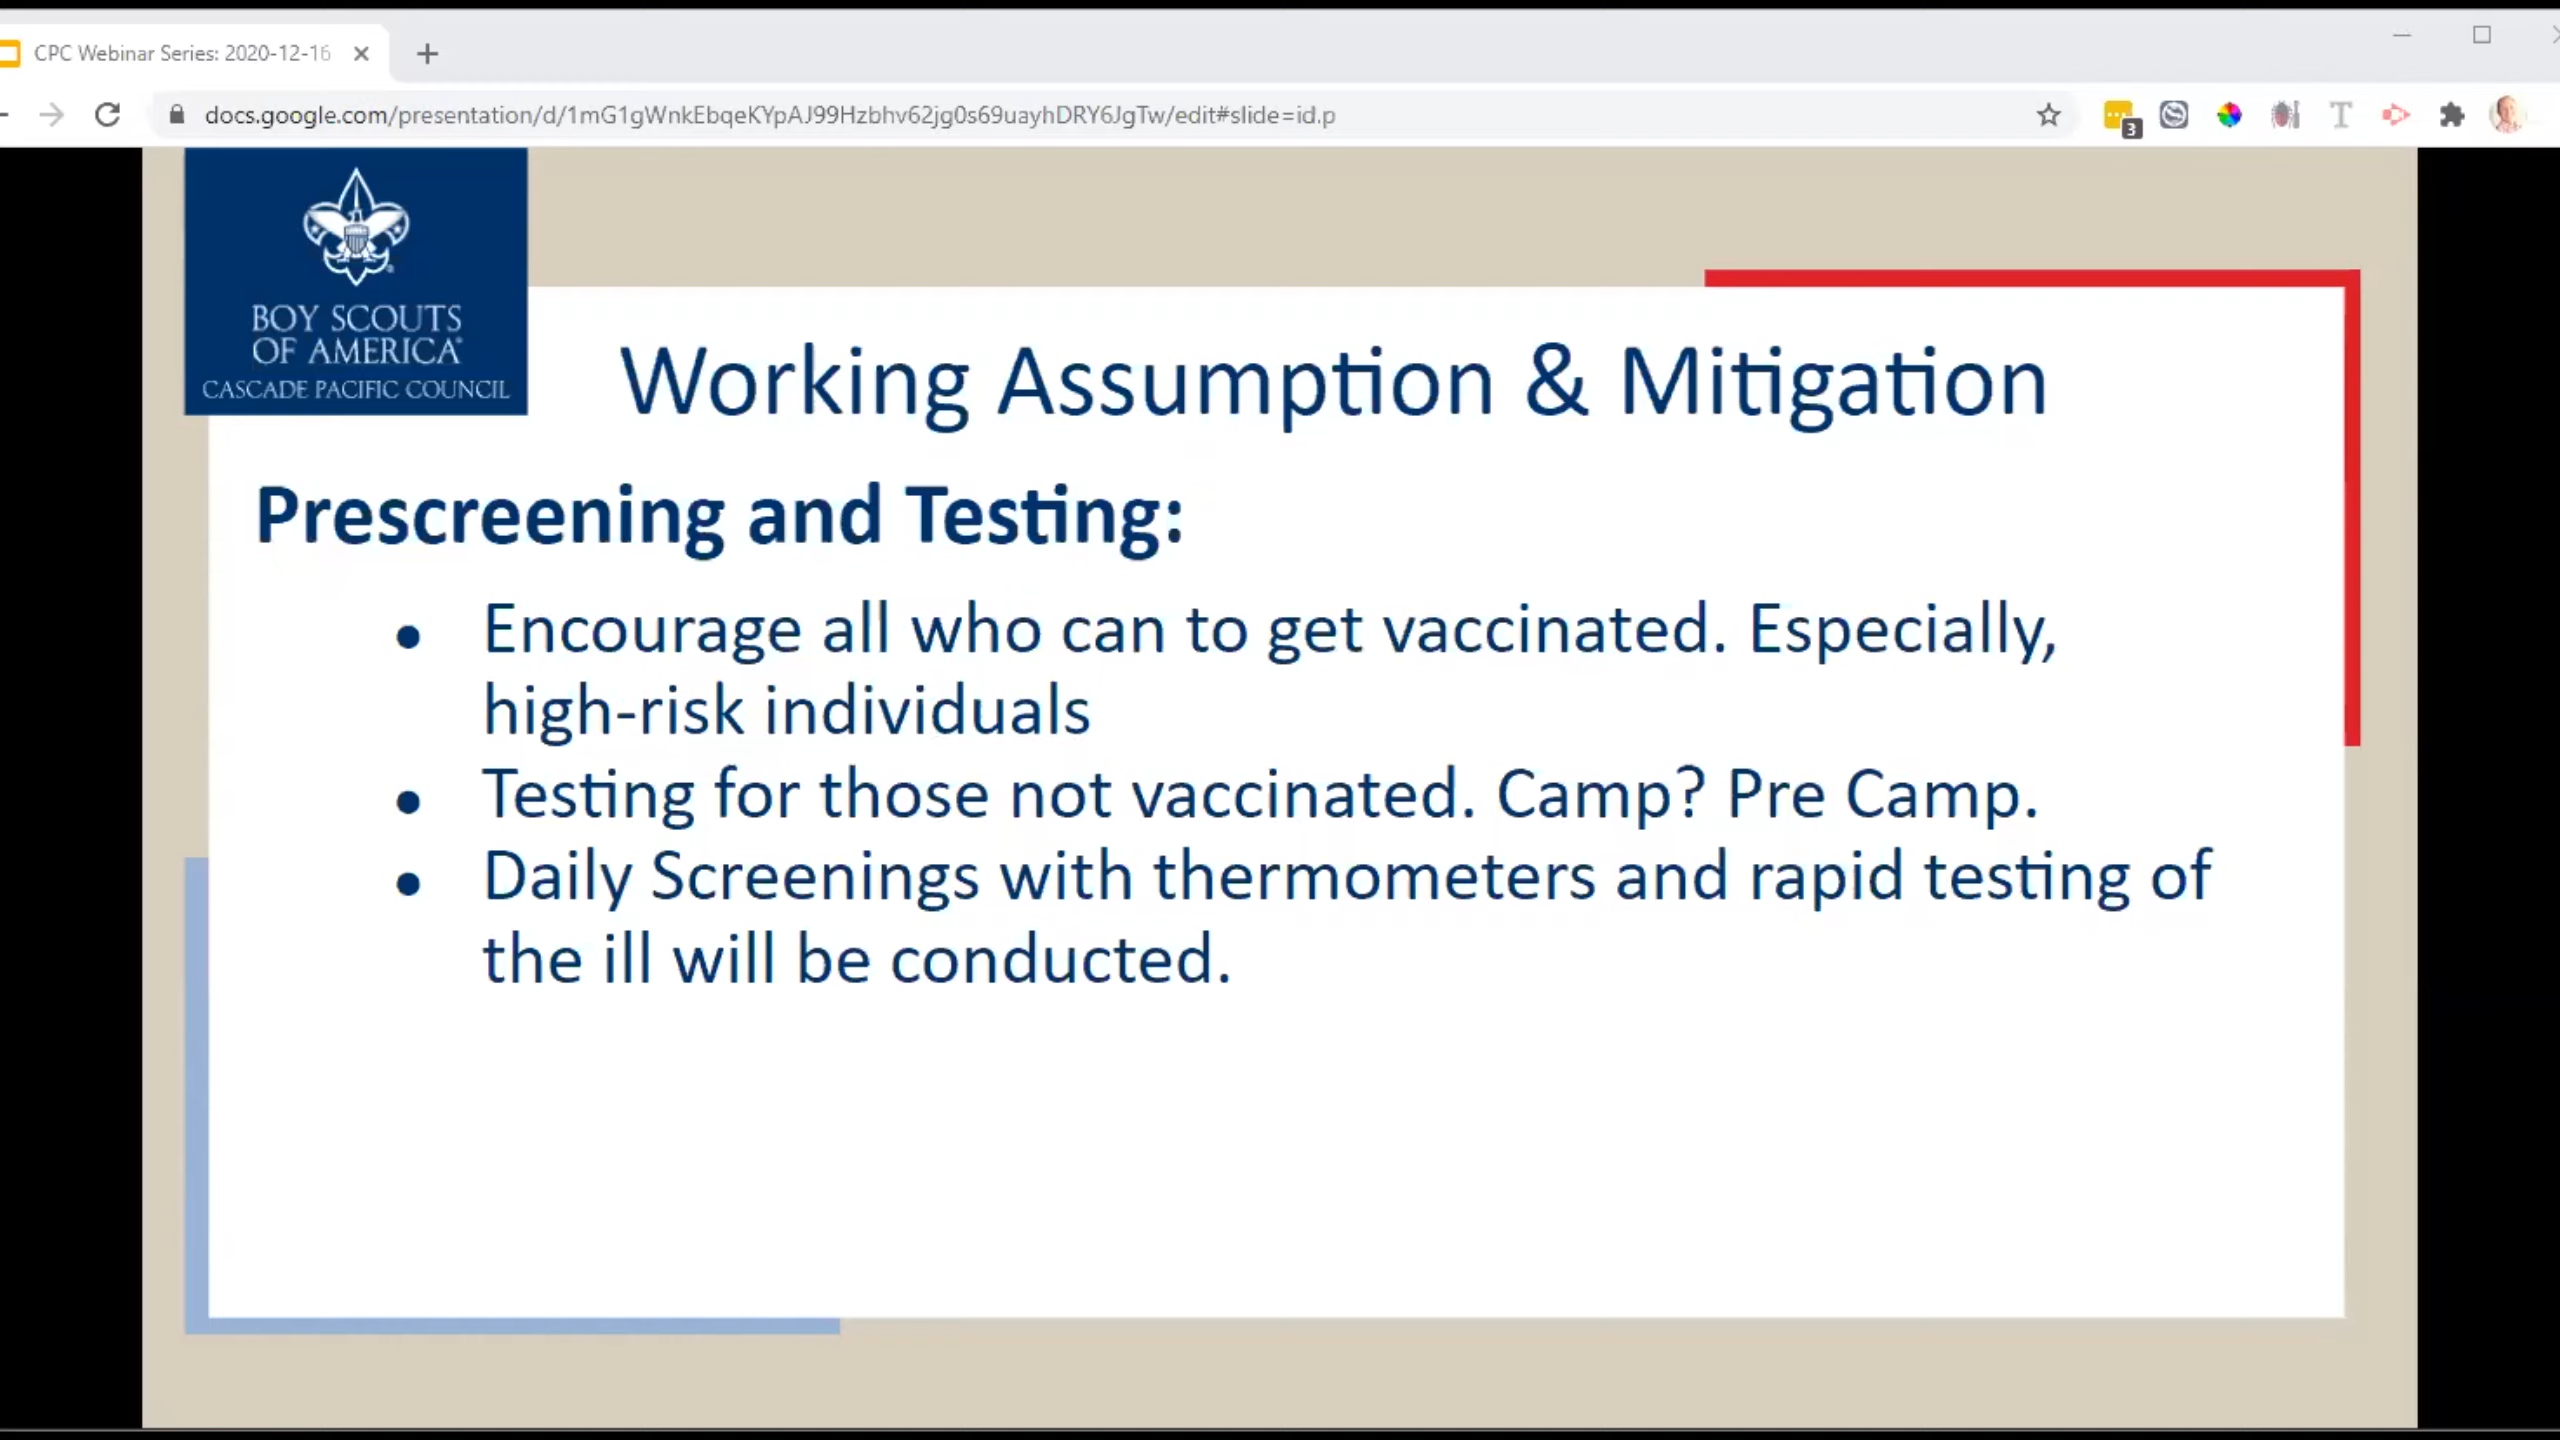 CPC Webinar Series: 2020-12-16
docs.google.com/presentation/d/1mG1gWnkEbqeKYpAJ99Hzbhv62jg0s69uayhDRY6JgTw/edit#slide=id.p
3
BOY SCOUTS
OF AMERICA®
CASCADE PACIFIC COUNCIL
Working Assumption & Mitigation
Prescreening and Testing:
● Encourage all who can to get vaccinated. Especially,
high-risk individuals
● Testing for those not vaccinated. Camp? Pre Camp.
● Daily Screenings with thermometers and rapid testing of
the ill will be conducted.